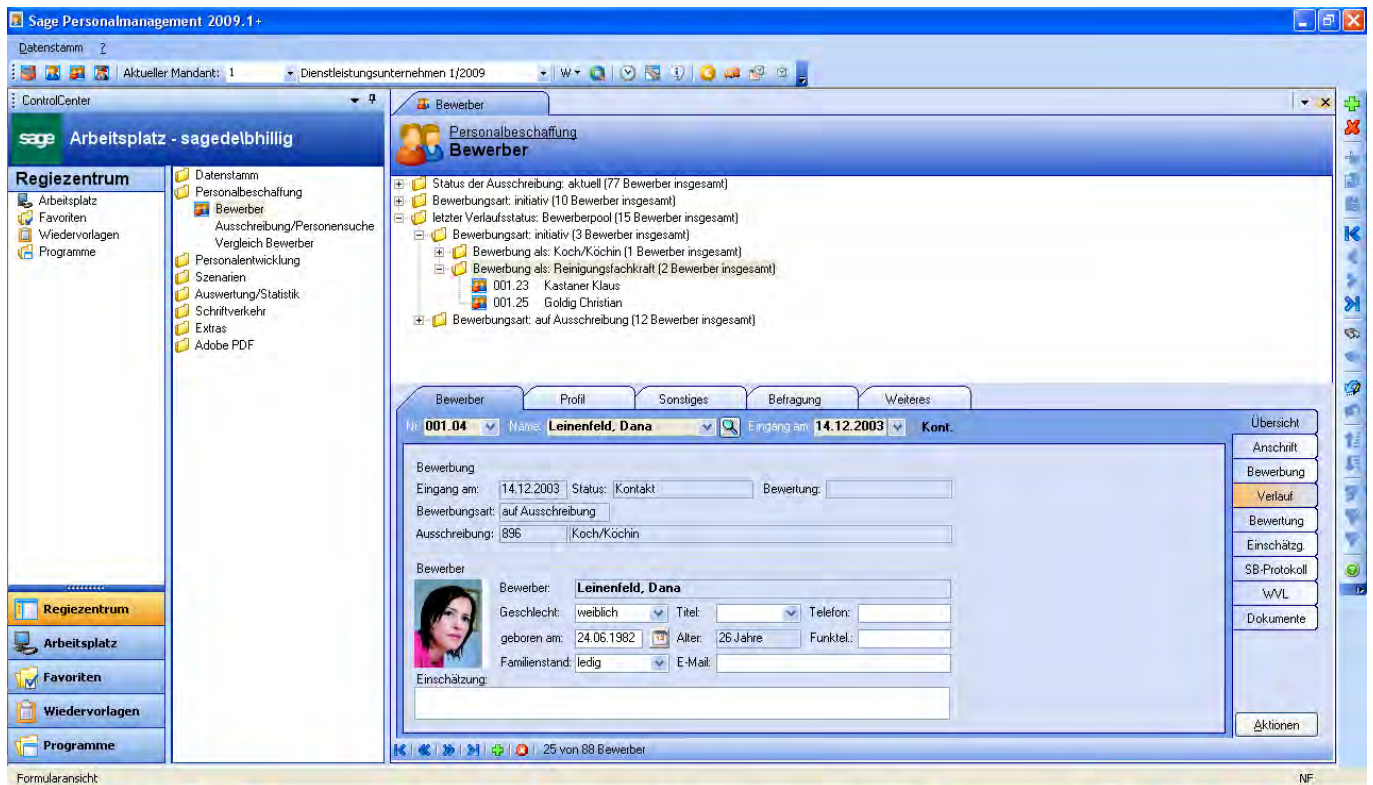 Sage Personalmanagement 2009.1+
Datenstamm ?
Aktueller Mandant: 1 Dienstleistungsunternehmen 1/2009 W
ControlCenter
sage Arbeitsplatz - sagede\bhillig
Regiezentrum
Arbeitsplatz
Favoriten
Wiedervorlagen
Programme
Datenstamm
Personalbeschaffung
Bewerber
Ausschreibung/Personensuche
Vergleich Bewerber
Personalentwicklung
Szenarien
Auswertung/Statistik
Schriftverkehr
Extras
Adobe PDF
Regiezentrum
Arbeitsplatz
Favoriten
Wiedervorlagen
Programme
Bewerber
Personalbeschaffung
Bewerber
Status der Ausschreibung: aktuell (77 Bewerber insgesamt)
Bewerbungsart: initiativ (10 Bewerber insgesamt)
letzter Verlaufsstatus: Bewerberpool (15 Bewerber insgesamt)
Bewerbungsart: initiativ (3 Bewerber insgesamt)
Bewerbung als: Koch/Köchin (1 Bewerber insgesamt)
Bewerbung als: Reinigungsfachkraft (2 Bewerber insgesamt)
001.23 Kastaner Klaus
001.25 Goldig Christian
Bewerbungsart: auf Ausschreibung (12 Bewerber insgesamt)
Bewerber Profil Sonstiges Befragung Weiteres
Nr: 001.04 Name: Leinenfeld, Dana Eingang am: 14.12.2003 Kont.
Bewerbung
Eingang am: 14.12.2003 Status: Kontakt Bewertung:
Bewerbungsart: auf Ausschreibung
Ausschreibung: 896 Koch/Köchin
Bewerber
Bewerber: Leinenfeld, Dana
Geschlecht: weiblich Titel: Telefon:
geboren am: 24.06.1982 Alter: 26 Jahre Funktel.:
Familienstand: ledig E-Mail:
Einschätzung:
Übersicht
Anschrift
Bewerbung
Verlauf
Bewertung
Einschätzg.
SB-Protokoll
WVL
Dokumente
Aktionen
25 von 88 Bewerber
Formularansicht NF